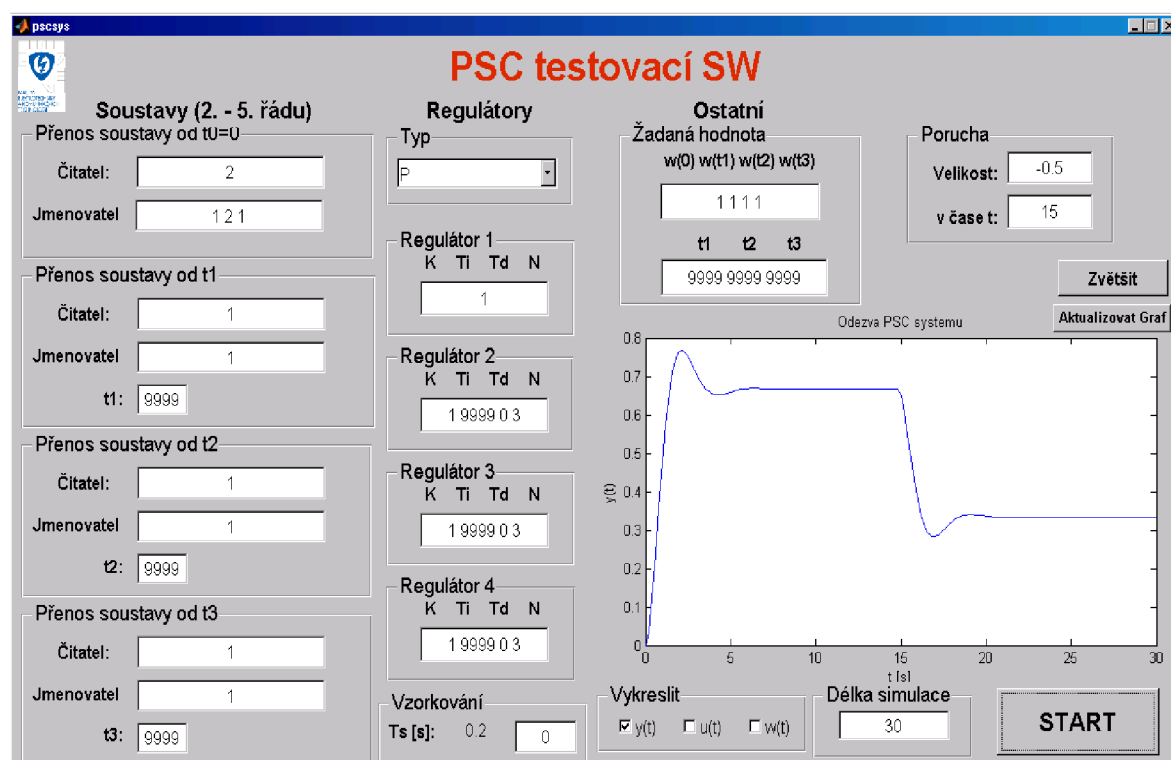 pscsys
PSC testovací SW
Soustavy (2. - 5. řádu)
Přenos soustavy od t0=0
Čitatel: 2
Jmenovatel 1 2 1
Přenos soustavy od t1
Čitatel: 1
Jmenovatel 1
t1: 9999
Přenos soustavy od t2
Čitatel: 1
Jmenovatel 1
t2: 9999
Přenos soustavy od t3
Čitatel: 1
Jmenovatel 1
t3: 9999
Regulátory
Typ
P
Regulátor 1
K Ti Td N
1
Regulátor 2
K Ti Td N
1 9999 0 3
Regulátor 3
K Ti Td N
1 9999 0 3
Regulátor 4
K Ti Td N
1 9999 0 3
Vzorkování
Ts [s]: 0.2 0
Ostatní
Žadaná hodnota
w(0) w(t1) w(t2) w(t3)
1 1 1 1
t1 t2 t3
9999 9999 9999
Porucha
Velikost: -0.5
v čase t: 15
Zvětšit
Aktualizovat Graf
Odezva PSC systemu
0.8
0.7
0.6
0.5
0.4
0.3
0.2
0.1
0
y(t)
0 5 10 15 20 25 30
t [s]
Vykreslit
y(t) u(t) w(t)
Délka simulace
30
START